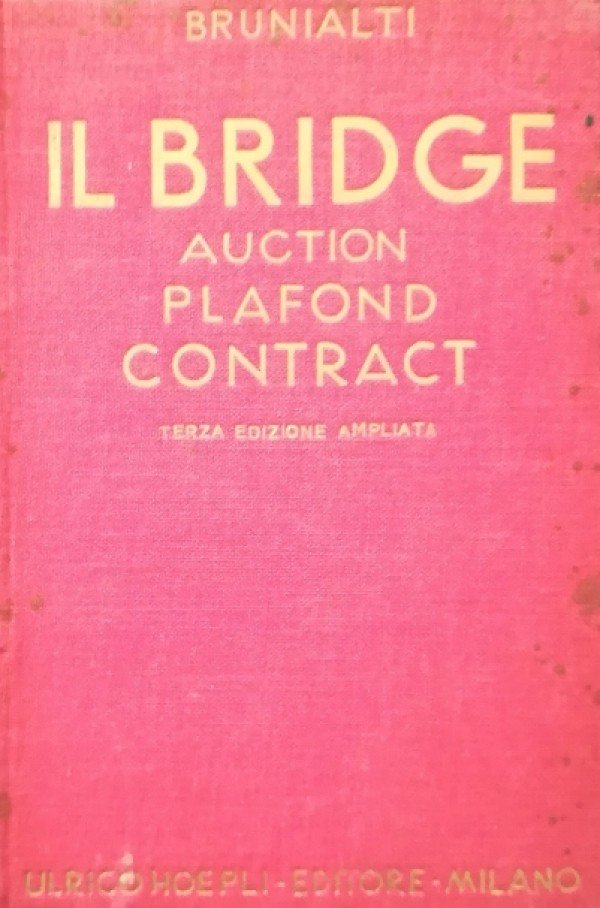 BRUNIALTI
IL BRIDGE
AUCTION
PLAFOND
CONTRACT
TERZA EDIZIONE AMPLIATA
ULRICO HOEPLI - EDITORE - MILANO